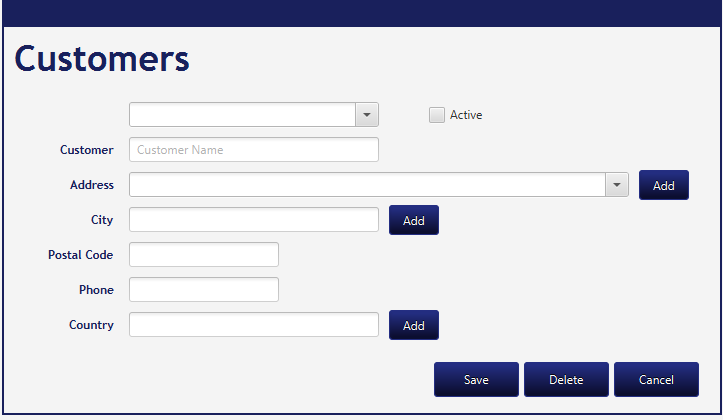 Customers
Active
Customer Customer Name
Address Add
City Add
Postal Code
Phone
Country Add
Save Delete Cancel